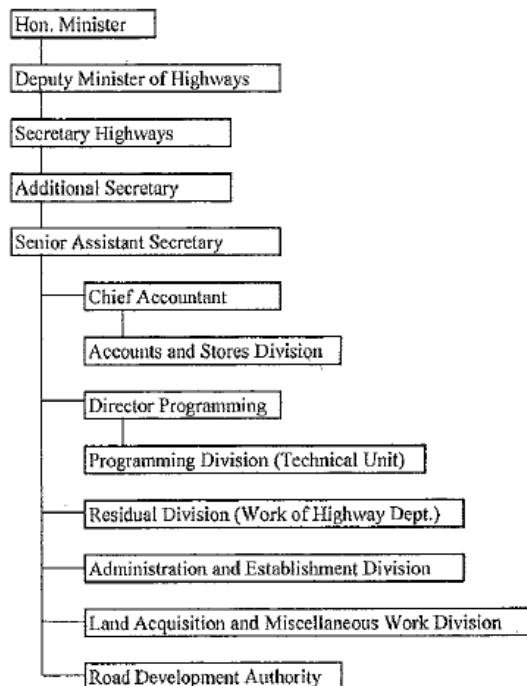 Hon. Minister
Deputy Minister of Highways
Secretary Highways
Additional Secretary
Senior Assistant Secretary
Chief Accountant
Accounts and Stores Division
Director Programming
Programming Division (Technical Unit)
Residual Division (Work of Highway Dept.)
Administration and Establishment Division
Land Acquisition and Miscellaneous Work Division
Road Development Authority